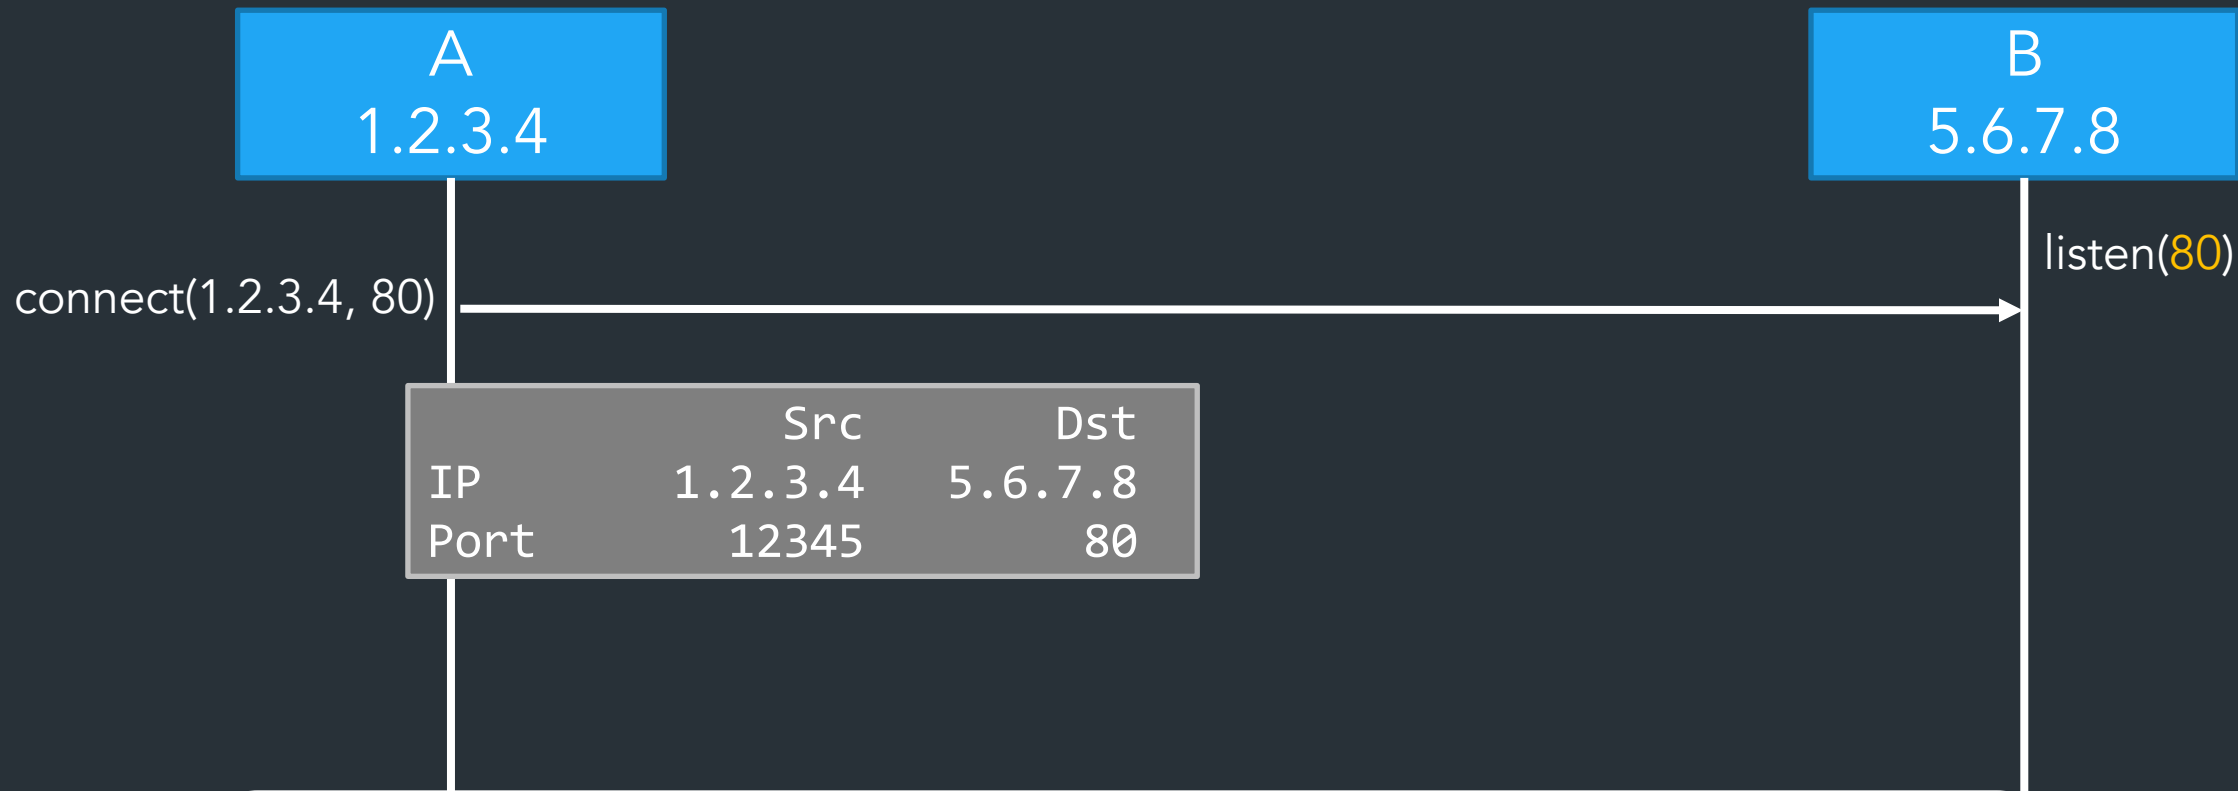 A
1.2.3.4
B
5.6.7.8
listen(80)
connect(1.2.3.4, 80)
Src Dst
IP 1.2.3.4 5.6.7.8
Port 12345 80